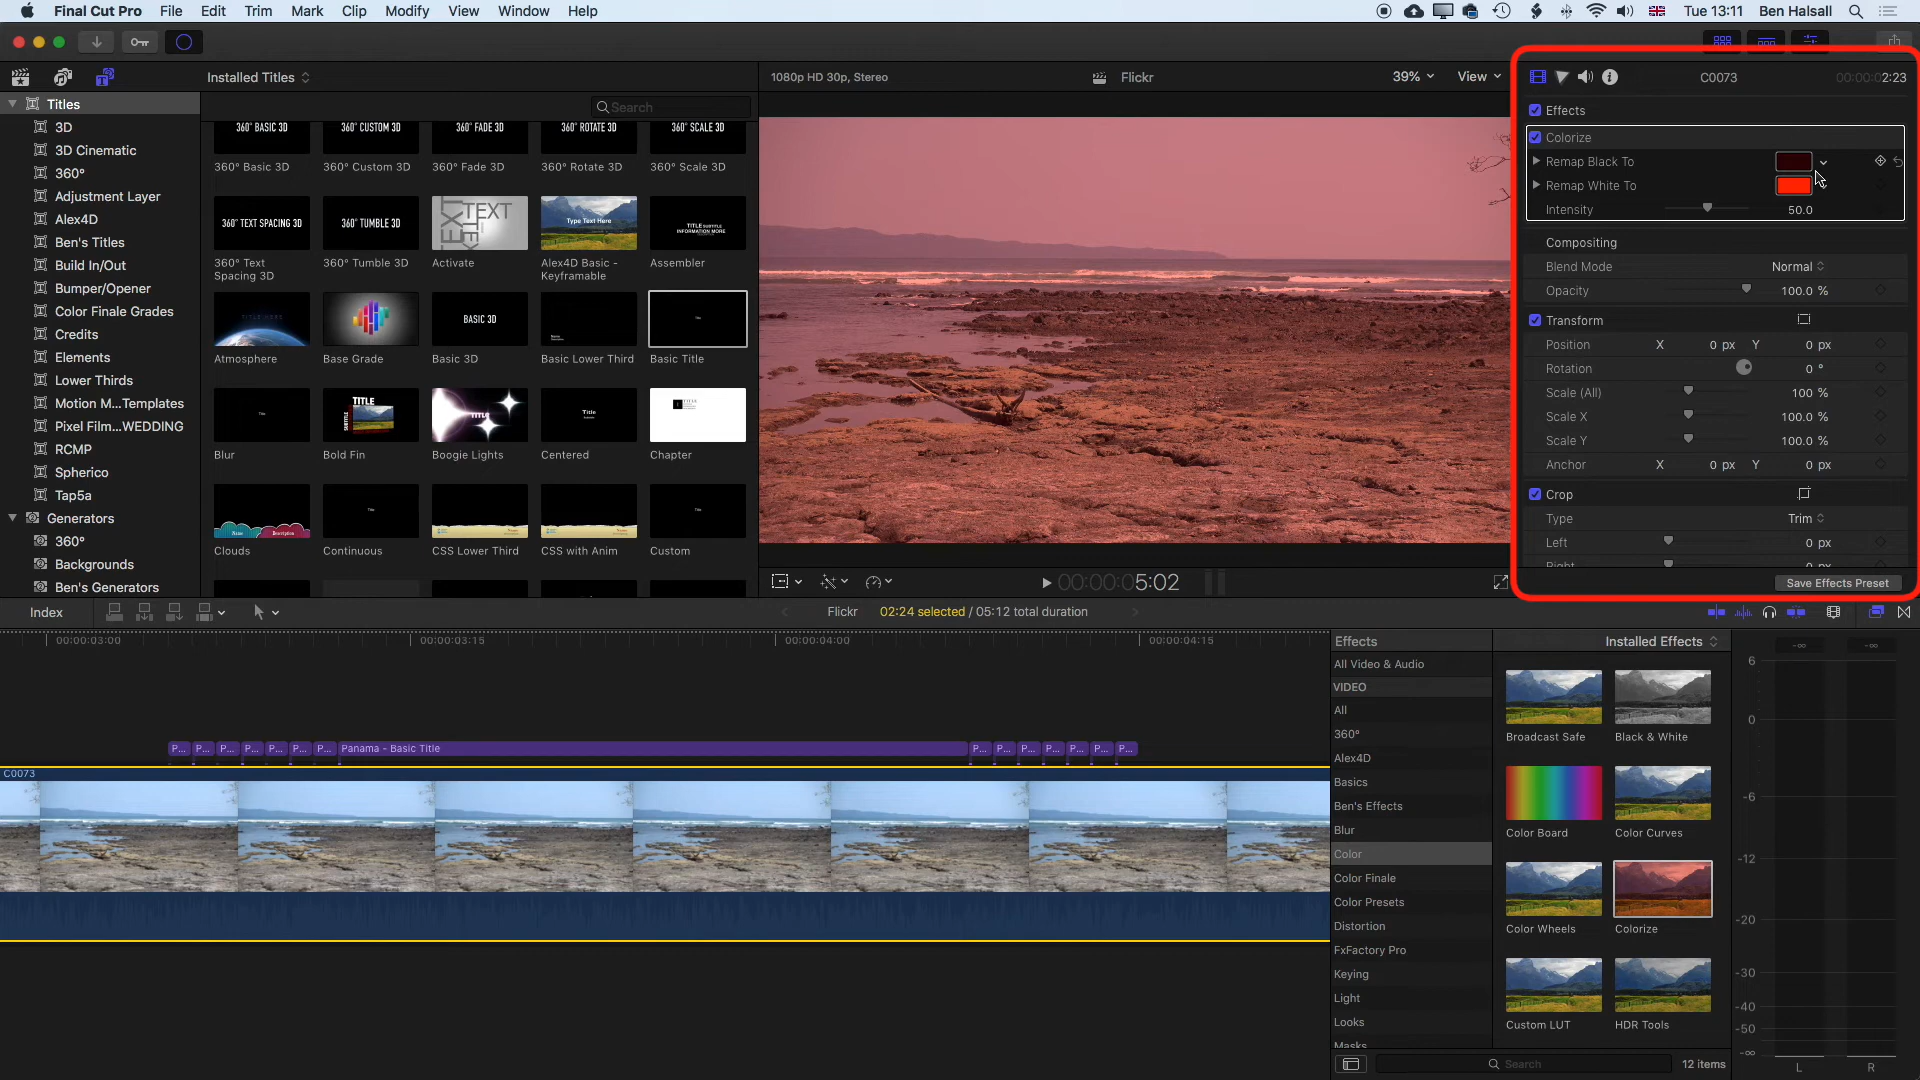 Final Cut Pro File Edit Trim Mark Clip Modify View Window Help
Tue 13:11 Ben Halsall
Installed Titles
Search
Titles
3D
3D Cinematic
360°
Adjustment Layer
Alex4D
Ben's Titles
Build In/Out
Bumper/Opener
Color Finale Grades
Credits
Elements
Lower Thirds
Motion M...Templates
Pixel Film...WEDDING
RCMP
Spherico
Tap5a
Generators
360°
Backgrounds
Ben's Generators
360° BASIC 3D 360° CUSTOM 3D 360° FADE 3D 360° ROTATE 3D 360° SCALE 3D
360° Basic 3D 360° Custom 3D 360° Fade 3D 360° Rotate 3D 360° Scale 3D
360° TEXT SPACING 3D 360° TUMBLE 3D TEXT Type Text Here TITLE SUBTITLE
INFORMATION MORE
360° Text
Spacing 3D
360° Tumble 3D Activate
Alex4D Basic -
Keyframable
Assembler
TITLE HERE BASIC 3D Title
Atmosphere Base Grade Basic 3D Basic Lower Third Basic Title
Title TITLE SUBTITLE TITLE Title
Blur Bold Fin Boogie Lights Centered Chapter
Name Description Title Title
Clouds Continuous CSS Lower Third CSS with Anim Custom
1080p HD 30p, Stereo Flickr 39% View
00:00:05:02
C0073 00:00:02:23
Effects
Colorize
Remap Black To
Remap White To
Intensity 50.0
Compositing
Blend Mode Normal
Opacity 100.0 %
Transform
Position X 0 px Y 0 px
Rotation 0 °
Scale (All) 100 %
Scale X 100.0 %
Scale Y 100.0 %
Anchor X 0 px Y 0 px
Crop
Type Trim
Left 0 px
Right 0 px
Save Effects Preset
Index Flickr 02:24 selected / 05:12 total duration
00:00:03:00 00:00:03:15 00:00:04:00 00:00:04:15
P... P... P... P... P... P... P... Panama - Basic Title P... P... P... P... P... P... P...
C0073
Effects Installed Effects
All Video & Audio
VIDEO
All
360°
Alex4D
Basics
Ben's Effects
Blur
Color
Color Finale
Color Presets
Distortion
FxFactory Pro
Keying
Light
Looks
Masks
Broadcast Safe Black & White
Color Board Color Curves
Color Wheels Colorize
Custom LUT HDR Tools
Search 12 items
-∞ -∞
6
0
-6
-12
-20
-30
-40
-50
-∞
L R